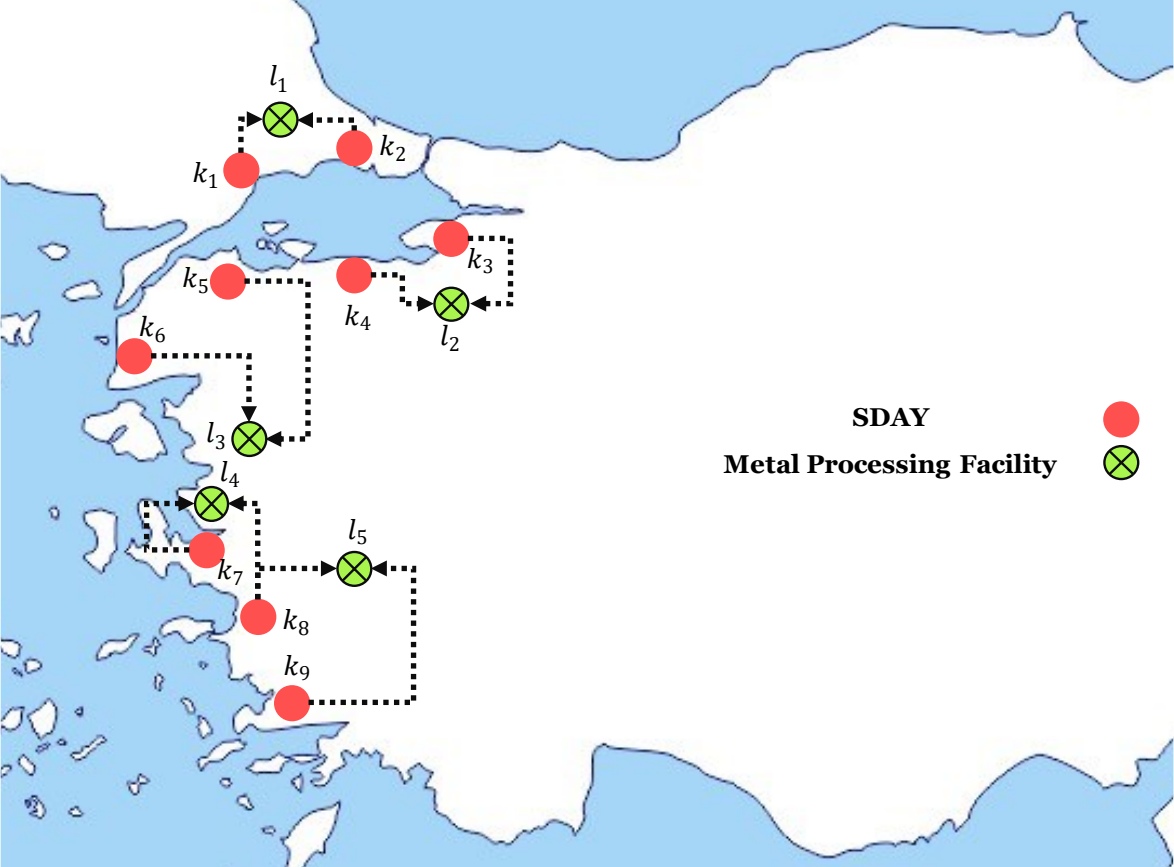 l₁
k₂
k₁
k₃
k₅
k₄
l₂
k₆
SDAY
l₃
Metal Processing Facility
l₄
l₅
k₇
k₈
k₉